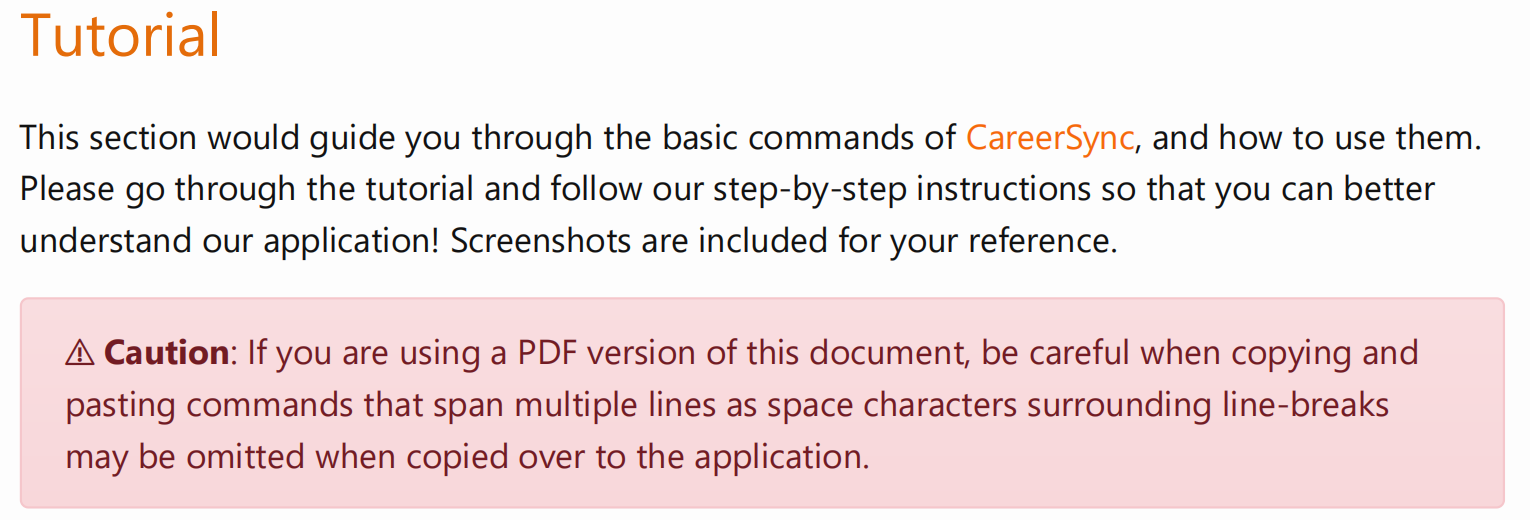 Tutorial
This section would guide you through the basic commands of CareerSync, and how to use them.
Please go through the tutorial and follow our step-by-step instructions so that you can better
understand our application! Screenshots are included for your reference.
⚠ Caution: If you are using a PDF version of this document, be careful when copying and
pasting commands that span multiple lines as space characters surrounding line-breaks
may be omitted when copied over to the application.